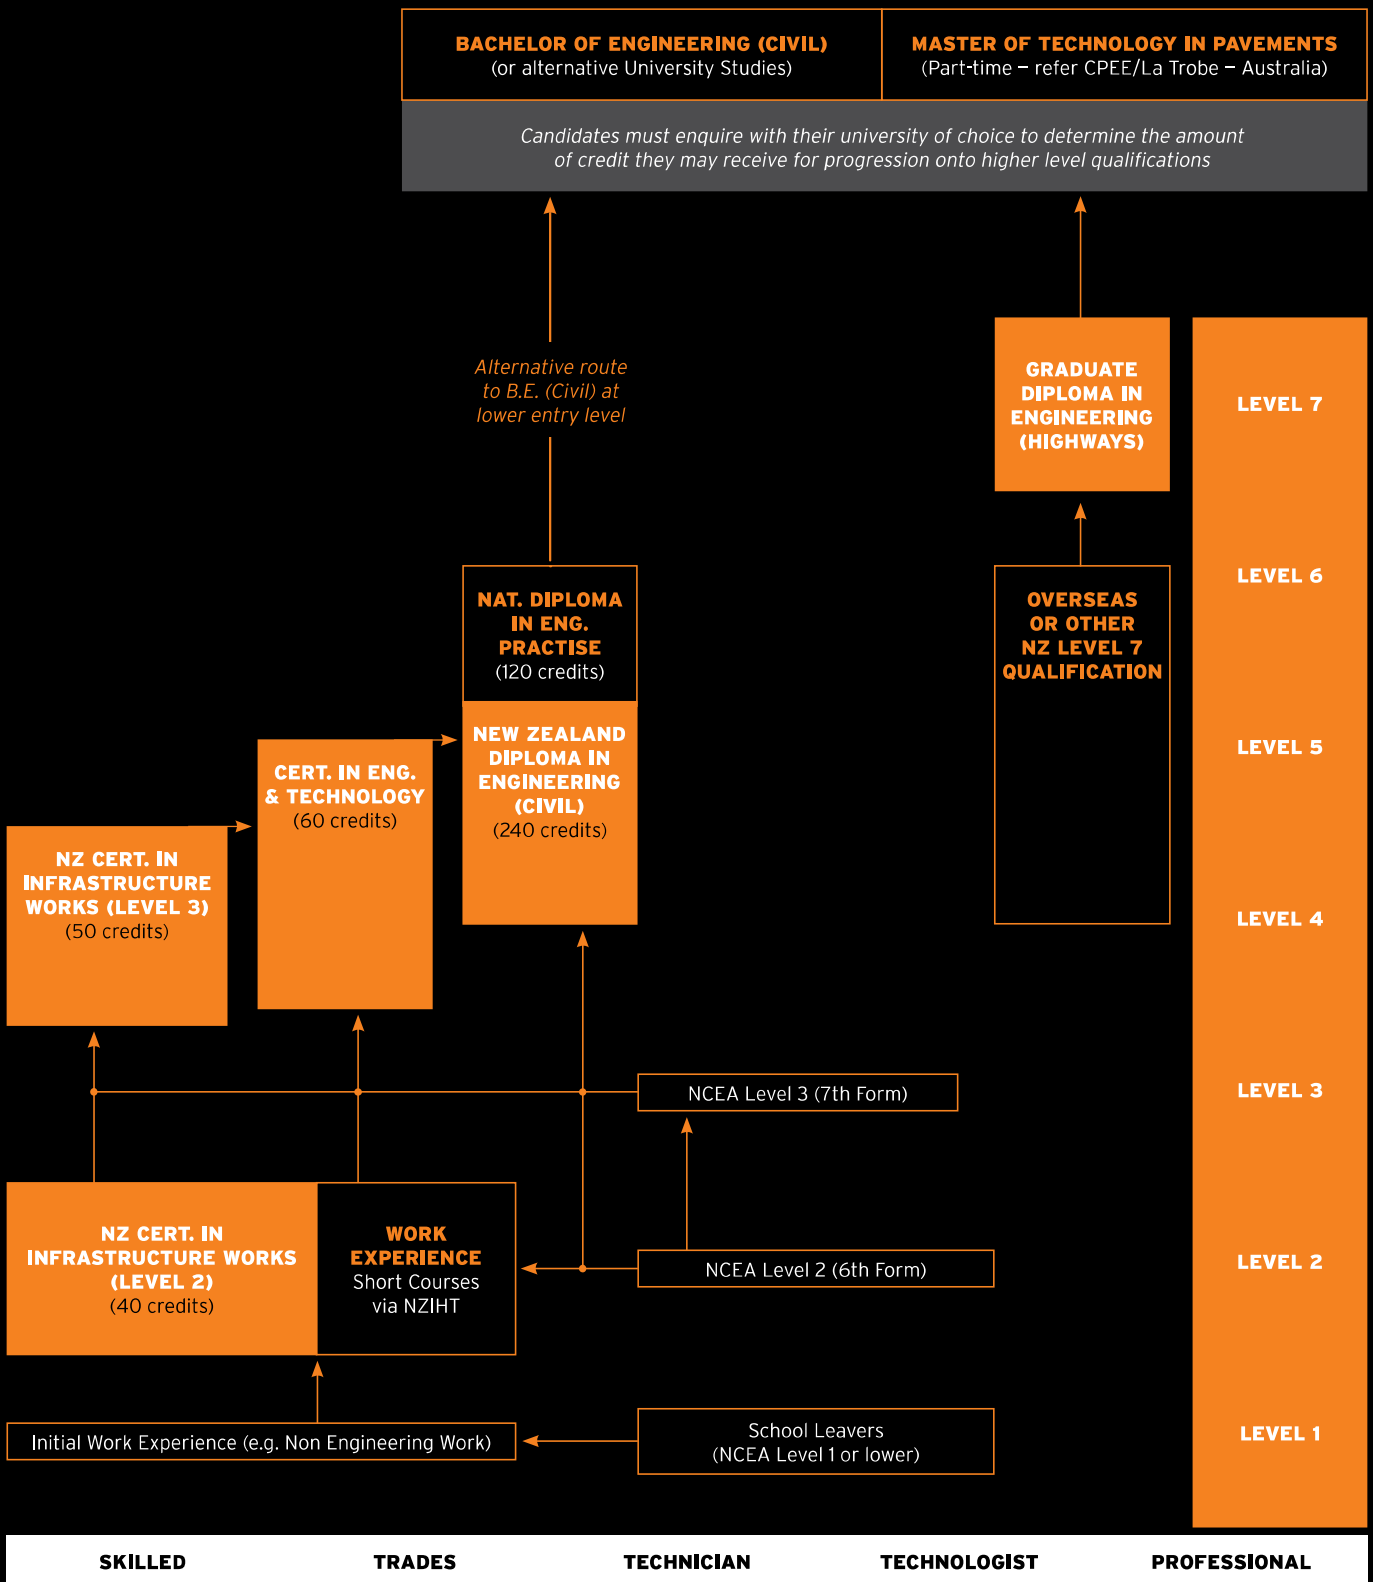 BACHELOR OF ENGINEERING (CIVIL)
(or alternative University Studies)
MASTER OF TECHNOLOGY IN PAVEMENTS
(Part-time – refer CPEE/La Trobe – Australia)
Candidates must enquire with their university of choice to determine the amount
of credit they may receive for progression onto higher level qualifications
Alternative route
to B.E. (Civil) at
lower entry level
GRADUATE
DIPLOMA IN
ENGINEERING
(HIGHWAYS)
LEVEL 7
NAT. DIPLOMA
IN ENG.
PRACTISE
(120 credits)
OVERSEAS
OR OTHER
NZ LEVEL 7
QUALIFICATION
LEVEL 6
NEW ZEALAND
DIPLOMA IN
ENGINEERING
(CIVIL)
(240 credits)
LEVEL 5
CERT. IN ENG.
& TECHNOLOGY
(60 credits)
NZ CERT. IN
INFRASTRUCTURE
WORKS (LEVEL 3)
(50 credits)
LEVEL 4
NCEA Level 3 (7th Form)
LEVEL 3
NZ CERT. IN
INFRASTRUCTURE WORKS
(LEVEL 2)
(40 credits)
WORK
EXPERIENCE
Short Courses
via NZIHT
NCEA Level 2 (6th Form)
LEVEL 2
Initial Work Experience (e.g. Non Engineering Work)
School Leavers
(NCEA Level 1 or lower)
LEVEL 1
SKILLED
TRADES
TECHNICIAN
TECHNOLOGIST
PROFESSIONAL